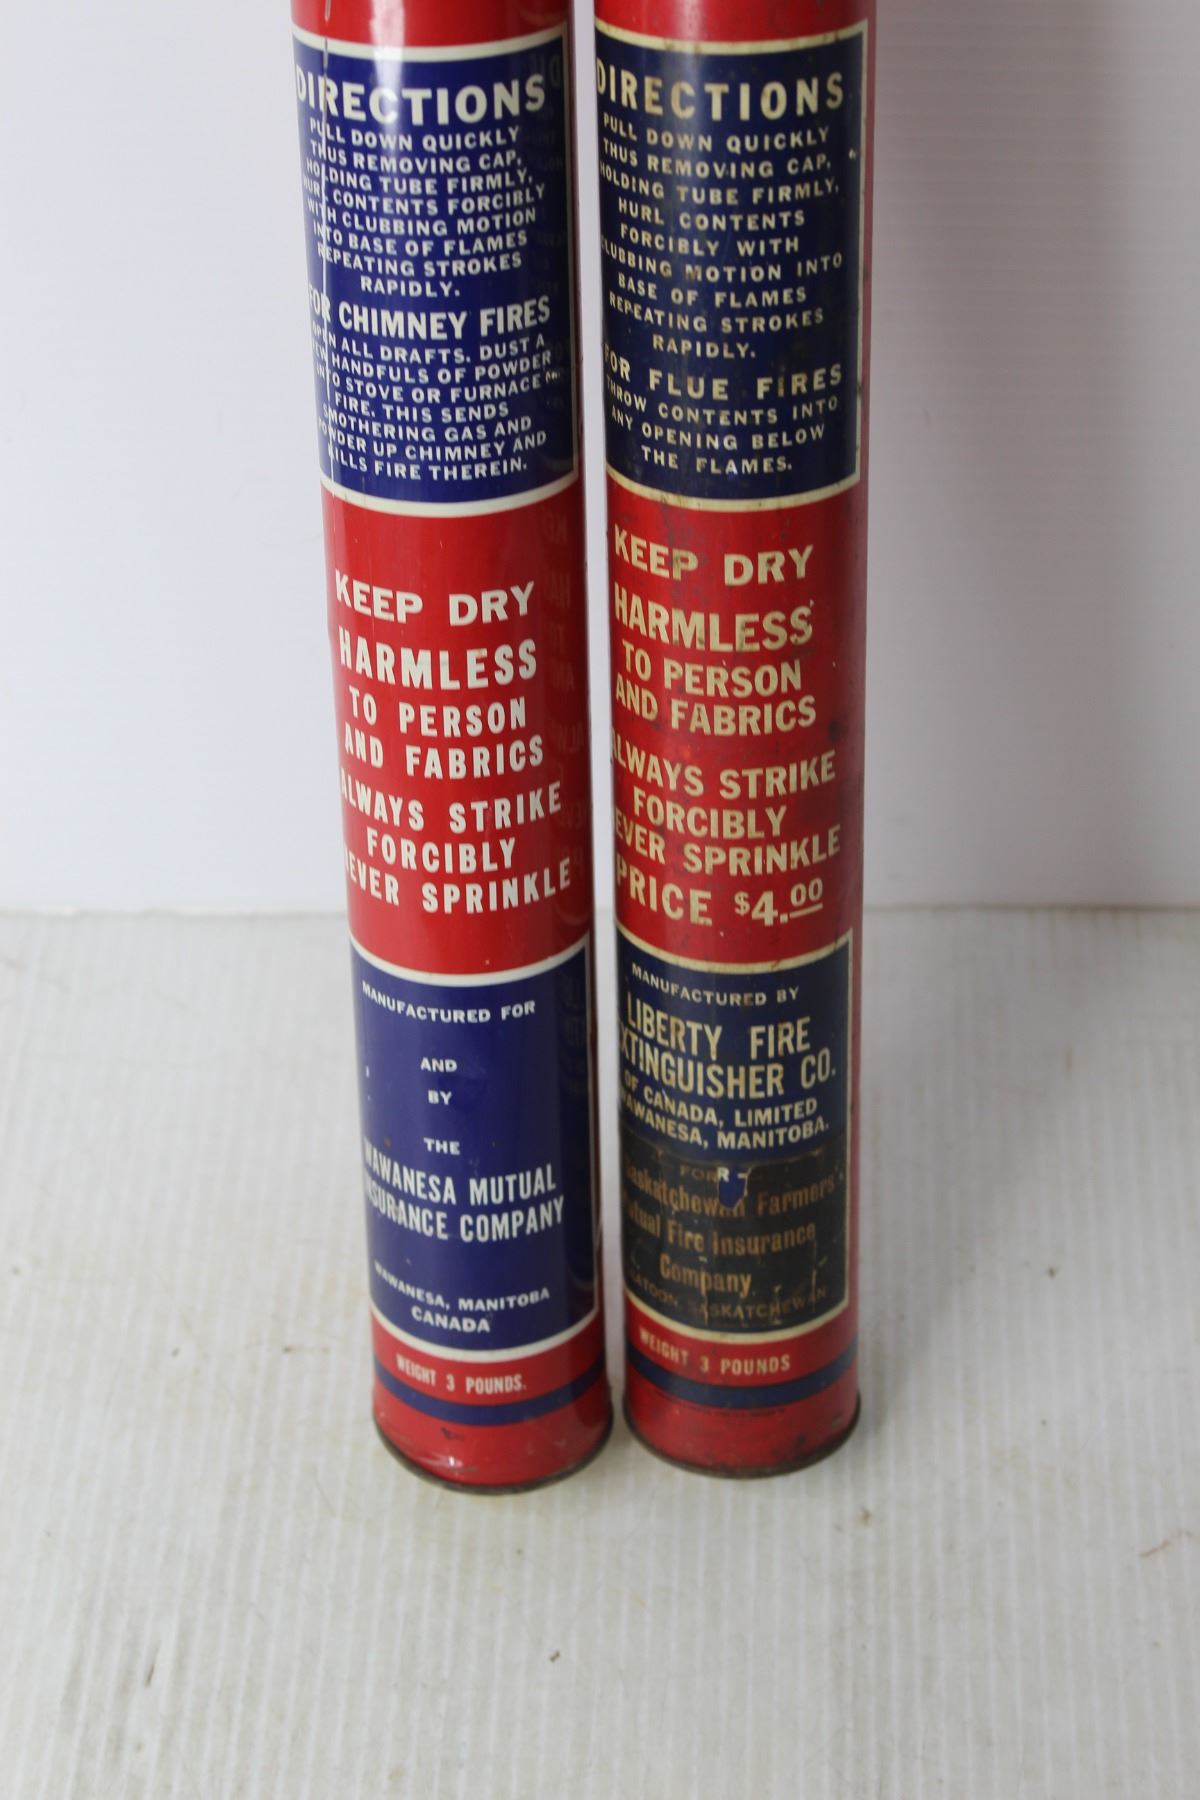 DIRECTIONS
PULL DOWN QUICKLY
THUS REMOVING CAP,
HOLDING TUBE FIRMLY,
HURL CONTENTS FORCIBLY
WITH CLUBBING MOTION
INTO BASE OF FLAMES
REPEATING STROKES
RAPIDLY.
FOR CHIMNEY FIRES
OPEN ALL DRAFTS. DUST A
FEW HANDFULS OF POWDER
INTO STOVE OR FURNACE
FIRE. THIS SENDS
SMOTHERING GAS AND
POWDER UP CHIMNEY AND
KILLS FIRE THEREIN.
KEEP DRY
HARMLESS
TO PERSON
AND FABRICS
ALWAYS STRIKE
FORCIBLY
NEVER SPRINKLE
MANUFACTURED FOR
AND
BY
THE
WAWANESA MUTUAL
INSURANCE COMPANY
WAWANESA, MANITOBA
CANADA
WEIGHT 3 POUNDS.
DIRECTIONS
PULL DOWN QUICKLY
THUS REMOVING CAP,
HOLDING TUBE FIRMLY,
HURL CONTENTS
FORCIBLY WITH
CLUBBING MOTION INTO
BASE OF FLAMES
REPEATING STROKES
RAPIDLY.
FOR FLUE FIRES
THROW CONTENTS INTO
ANY OPENING BELOW
THE FLAMES.
KEEP DRY
HARMLESS
TO PERSON
AND FABRICS
ALWAYS STRIKE
FORCIBLY
EVER SPRINKLE
PRICE $4.00
MANUFACTURED BY
LIBERTY FIRE
EXTINGUISHER CO.
OF CANADA, LIMITED
WAWANESA, MANITOBA.
FOR -
Saskatchewan Farmers
Mutual Fire Insurance
Company
SASKATOON, SASKATCHEWAN
WEIGHT 3 POUNDS